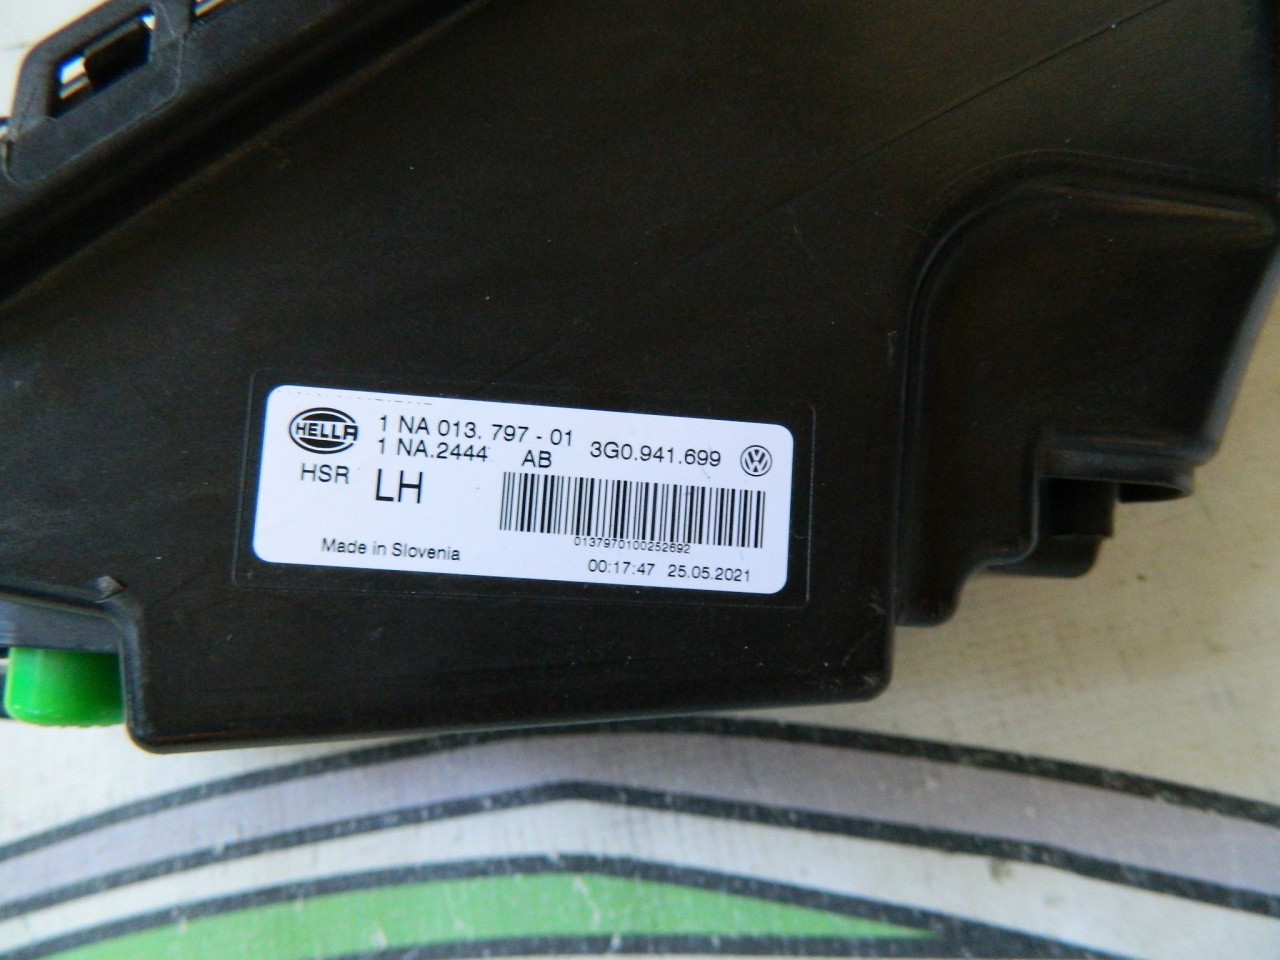 HELLA
1 NA 013. 797 - 01 3G0.941.699
1 NA.2444 AB
HSR LH
0137970100252692
Made in Slovenia
00:17:47 25.05.2021